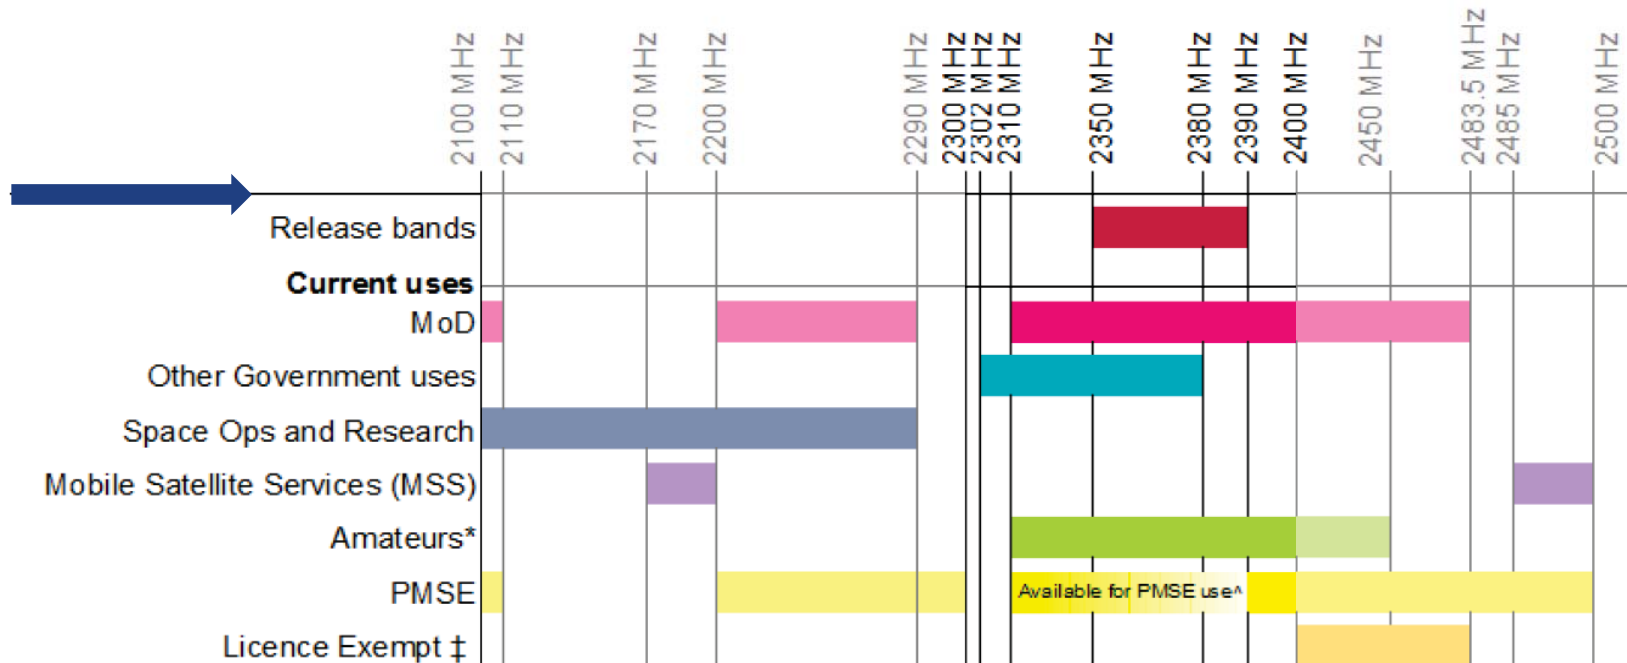 2100 MHz
2110 MHz
2170 MHz
2200 MHz
2290 MHz
2300 MHz
2302 MHz
2310 MHz
2350 MHz
2380 MHz
2390 MHz
2400 MHz
2450 MHz
2483.5 MHz
2485 MHz
2500 MHz
Release bands
Current uses
MoD
Other Government uses
Space Ops and Research
Mobile Satellite Services (MSS)
Amateurs*
PMSE
Available for PMSE use^
Licence Exempt ‡